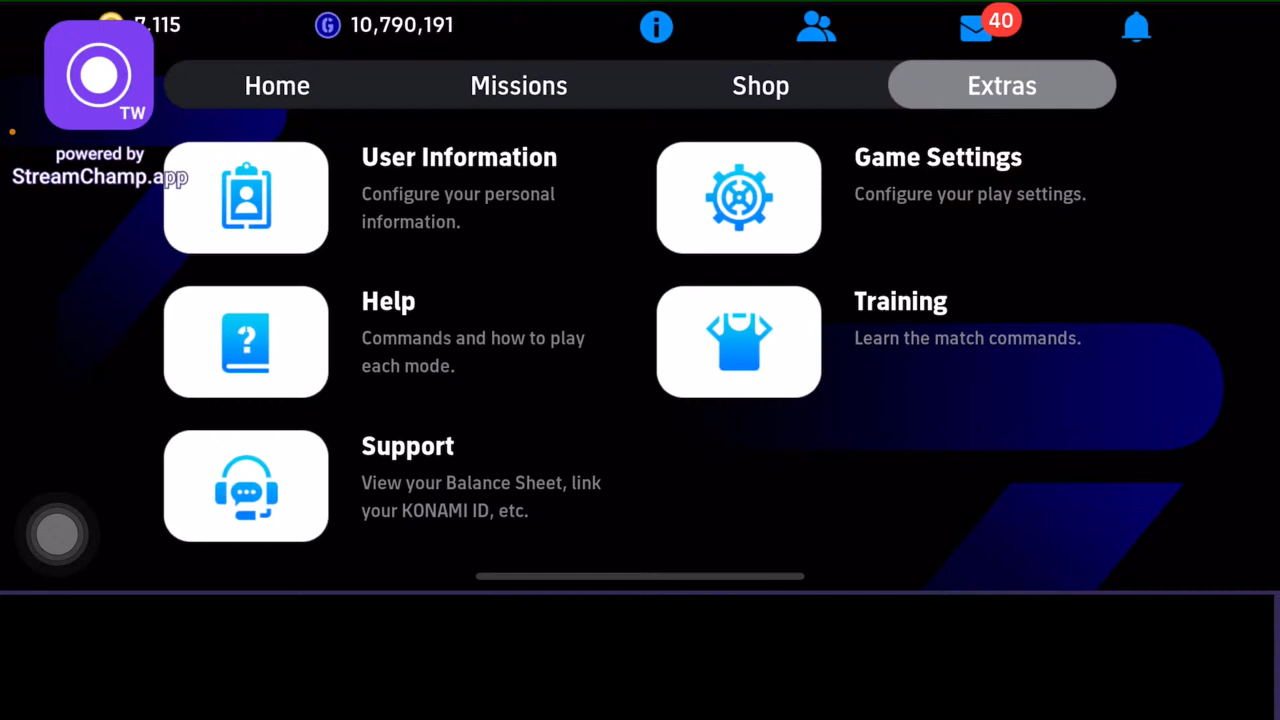 7,115
10,790,191
40
Home
Missions
Shop
Extras
TW
powered by
StreamChamp.app
User Information
Configure your personal
information.
Game Settings
Configure your play settings.
Help
Commands and how to play
each mode.
Training
Learn the match commands.
Support
View your Balance Sheet, link
your KONAMI ID, etc.